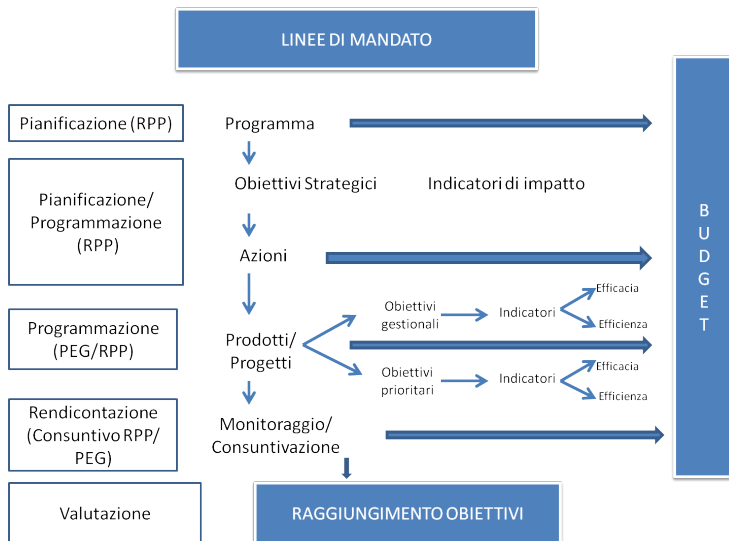 LINEE DI MANDATO
Pianificazione (RPP)
Programma
Obiettivi Strategici
Indicatori di impatto
Pianificazione/
Programmazione
(RPP)
Azioni
Programmazione
(PEG/RPP)
Prodotti/
Progetti
Obiettivi
gestionali
Indicatori
Efficacia
Efficienza
Obiettivi
prioritari
Indicatori
Efficacia
Efficienza
Rendicontazione
(Consuntivo RPP/
PEG)
Monitoraggio/
Consuntivazione
Valutazione
RAGGIUNGIMENTO OBIETTIVI
B
U
D
G
E
T